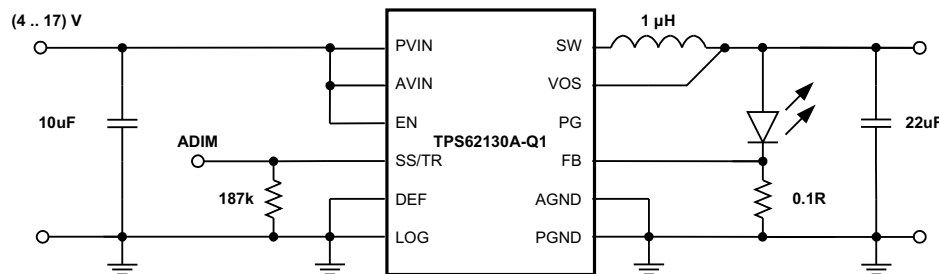 (4 .. 17) V
1 µH
PVIN
SW
AVIN
VOS
10uF
EN
PG
22uF
TPS62130A-Q1
ADIM
SS/TR
FB
187k
DEF
AGND
0.1R
LOG
PGND